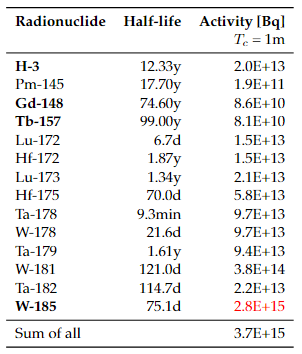 Radionuclide Half-life Activity [Bq]
T_c = 1m
H-3 12.33y 2.0E+13
Pm-145 17.70y 1.9E+11
Gd-148 74.60y 8.6E+10
Tb-157 99.00y 8.1E+10
Lu-172 6.7d 1.5E+13
Hf-172 1.87y 1.5E+13
Lu-173 1.34y 2.1E+13
Hf-175 70.0d 5.8E+13
Ta-178 9.3min 9.7E+13
W-178 21.6d 9.7E+13
Ta-179 1.61y 9.4E+13
W-181 121.0d 3.8E+14
Ta-182 114.7d 2.2E+13
W-185 75.1d 2.8E+15
Sum of all 3.7E+15